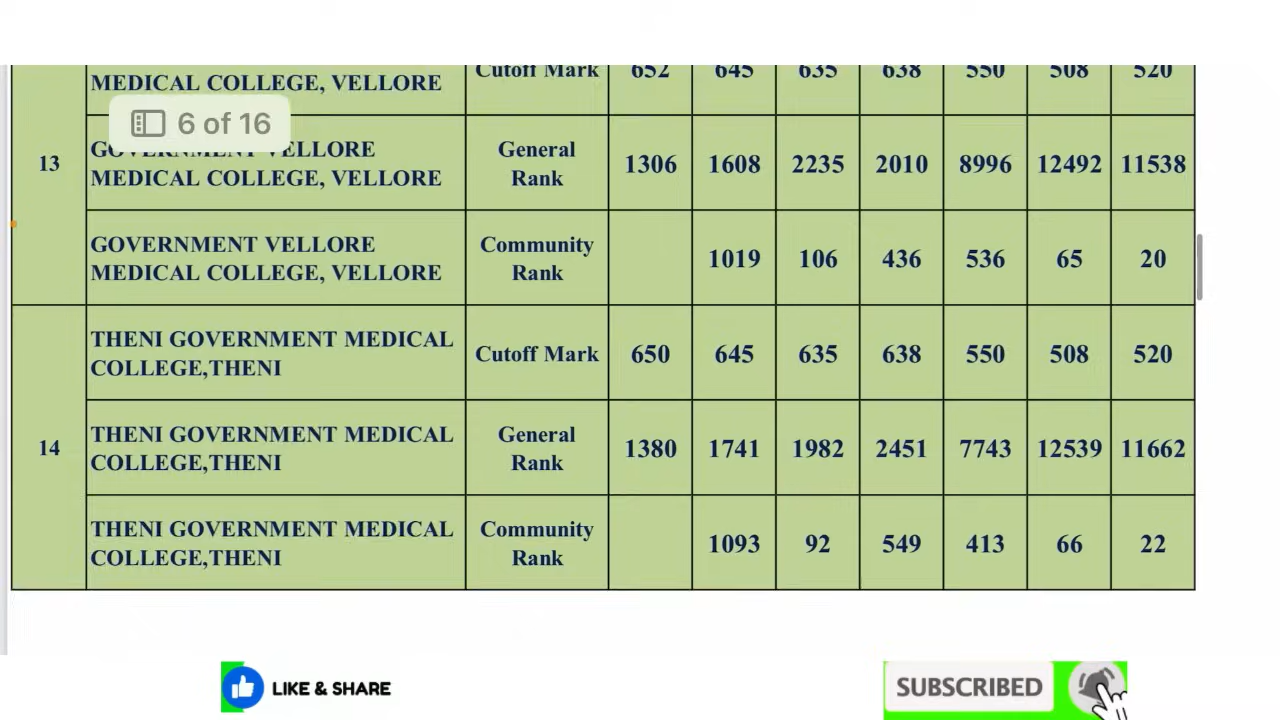 MEDICAL COLLEGE, VELLORE
Cutoff Mark 652 645 635 638 550 508 520
6 of 16
13
GOVERNMENT VELLORE
MEDICAL COLLEGE, VELLORE
General
Rank
1306 1608 2235 2010 8996 12492 11538
GOVERNMENT VELLORE
MEDICAL COLLEGE, VELLORE
Community
Rank
1019 106 436 536 65 20
14
THENI GOVERNMENT MEDICAL
COLLEGE,THENI
Cutoff Mark 650 645 635 638 550 508 520
THENI GOVERNMENT MEDICAL
COLLEGE,THENI
General
Rank
1380 1741 1982 2451 7743 12539 11662
THENI GOVERNMENT MEDICAL
COLLEGE,THENI
Community
Rank
1093 92 549 413 66 22
LIKE & SHARE
SUBSCRIBED